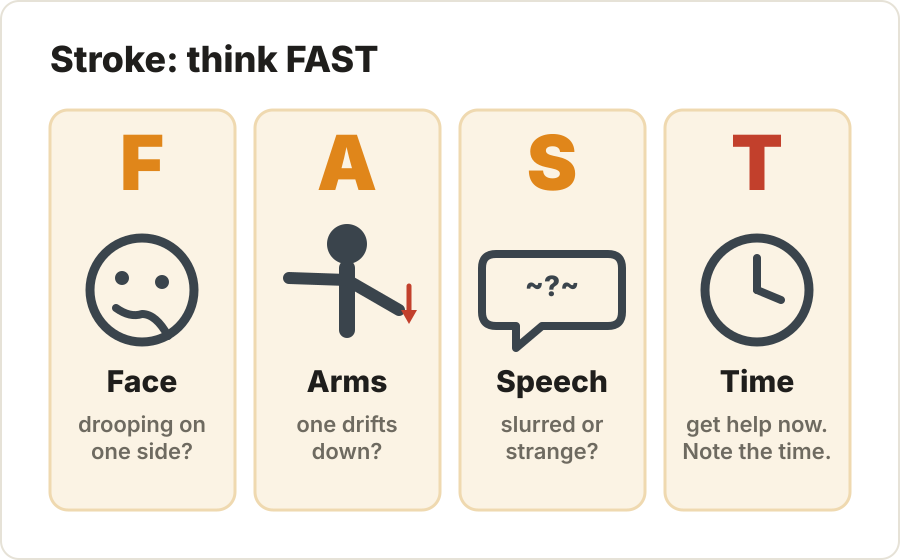 Stroke: think FAST
F
Face
drooping on
one side?
A
Arms
one drifts
down?
S
~?~
Speech
slurred or
strange?
T
Time
get help now.
Note the time.